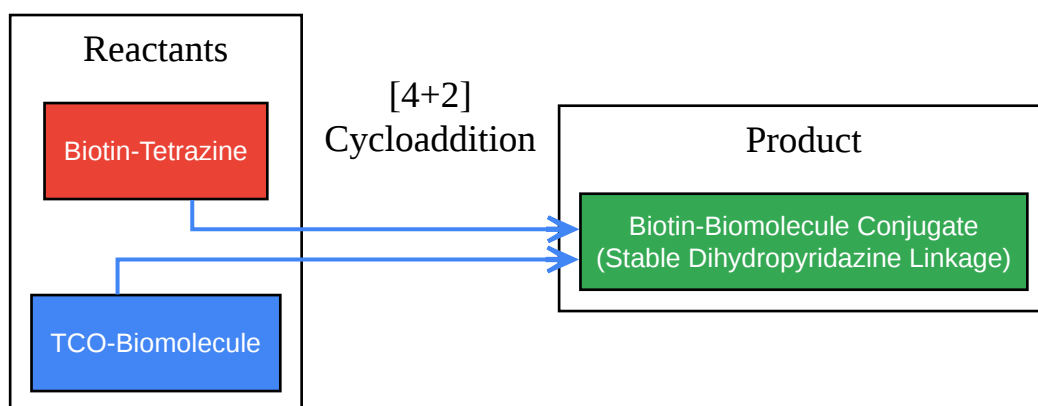 Reactants
Biotin-Tetrazine
TCO-Biomolecule
[4+2]
Cycloaddition
Product
Biotin-Biomolecule Conjugate
(Stable Dihydropyridazine Linkage)